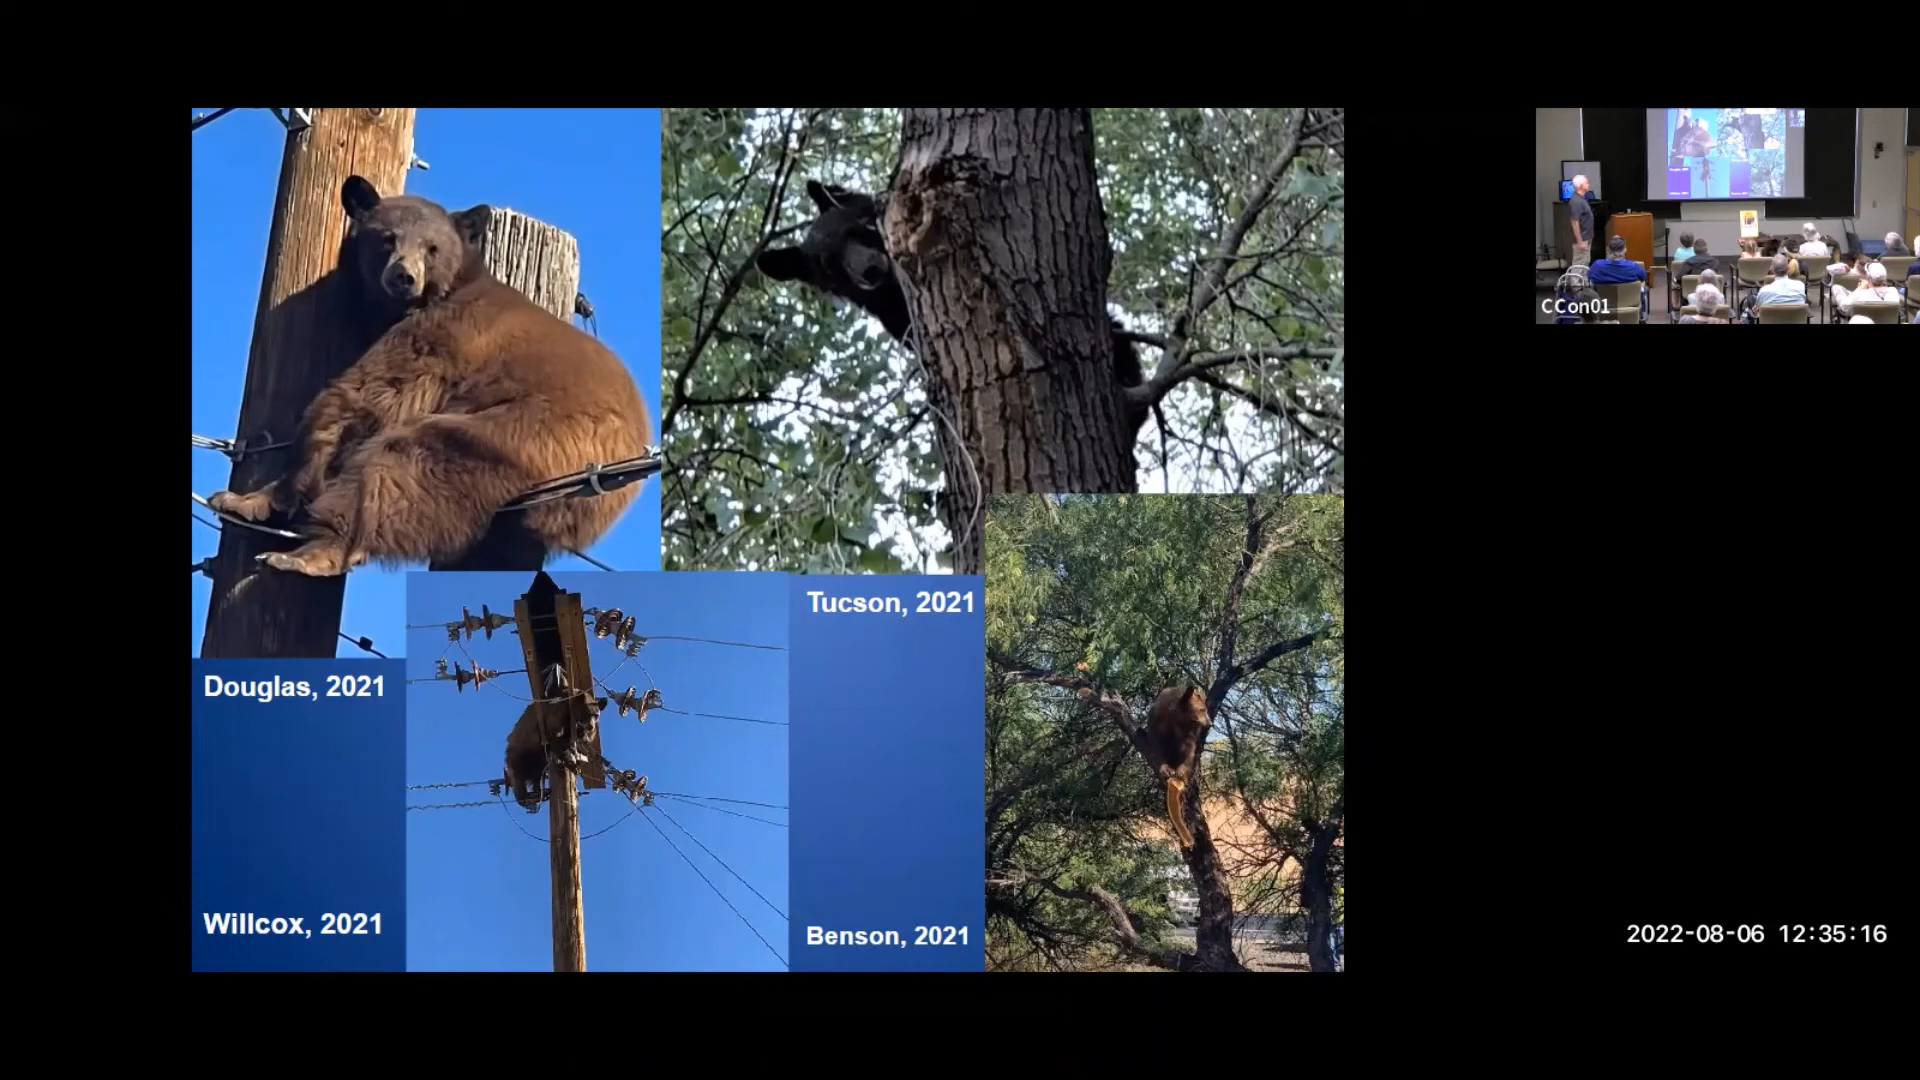 CCon01
Tucson, 2021
Douglas, 2021
Willcox, 2021
Benson, 2021
2022-08-06 12:35:16